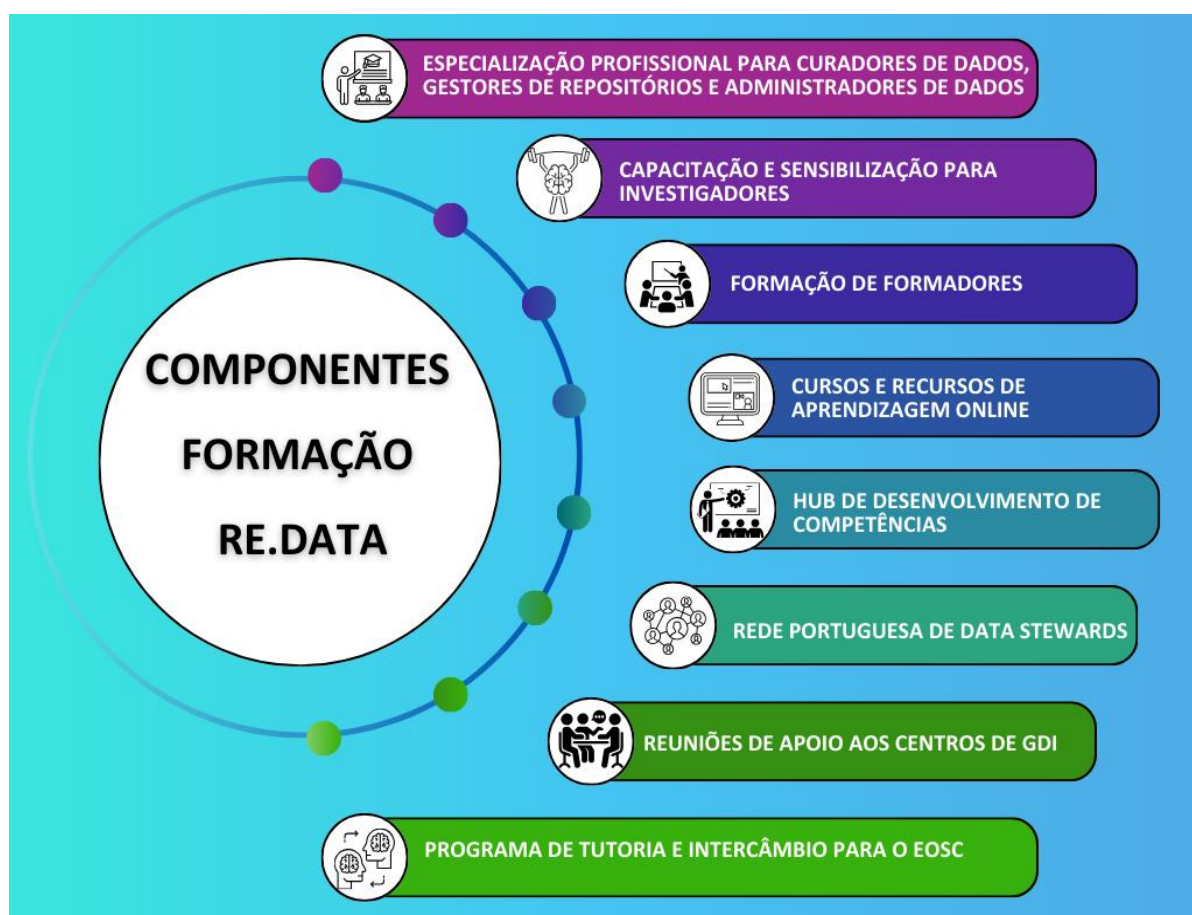 ESPECIALIZAÇÃO PROFISSIONAL PARA CURADORES DE DADOS,
GESTORES DE REPOSITÓRIOS E ADMINISTRADORES DE DADOS
CAPACITAÇÃO E SENSIBILIZAÇÃO PARA
INVESTIGADORES
FORMAÇÃO DE FORMADORES
COMPONENTES
FORMAÇÃO
RE.DATA
CURSOS E RECURSOS DE
APRENDIZAGEM ONLINE
HUB DE DESENVOLVIMENTO DE
COMPETÊNCIAS
REDE PORTUGUESA DE DATA STEWARDS
REUNIÕES DE APOIO AOS CENTROS DE GDI
PROGRAMA DE TUTORIA E INTERCÂMBIO PARA O EOSC